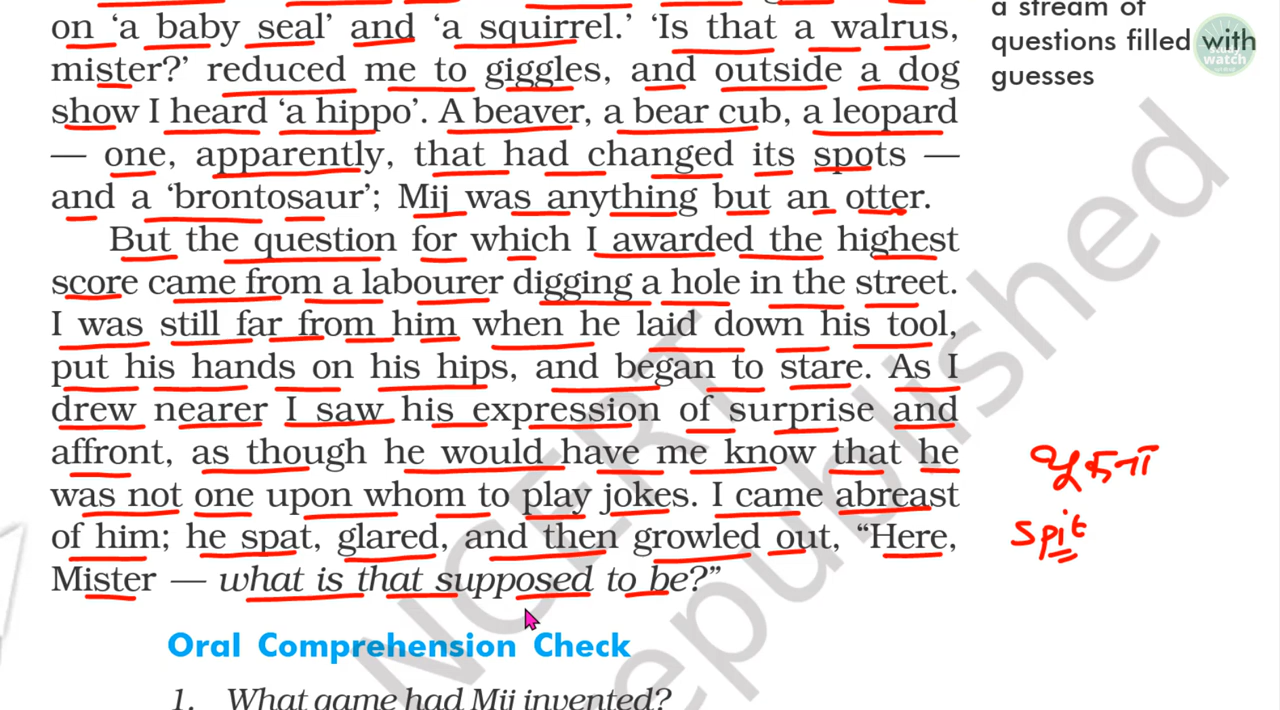 on ‘a baby seal’ and ‘a squirrel.’ ‘Is that a walrus,
mister?’ reduced me to giggles, and outside a dog
show I heard ‘a hippo’. A beaver, a bear cub, a leopard
— one, apparently, that had changed its spots —
and a ‘brontosaur’; Mij was anything but an otter.
But the question for which I awarded the highest
score came from a labourer digging a hole in the street.
I was still far from him when he laid down his tool,
put his hands on his hips, and began to stare. As I
drew nearer I saw his expression of surprise and
affront, as though he would have me know that he
was not one upon whom to play jokes. I came abreast
of him; he spat, glared, and then growled out, “Here,
Mister — what is that supposed to be?”
Oral Comprehension Check
1. What game had Mij invented?
a stream of
questions filled with
guesses
watch
थूकना
spit
NCERT
republished